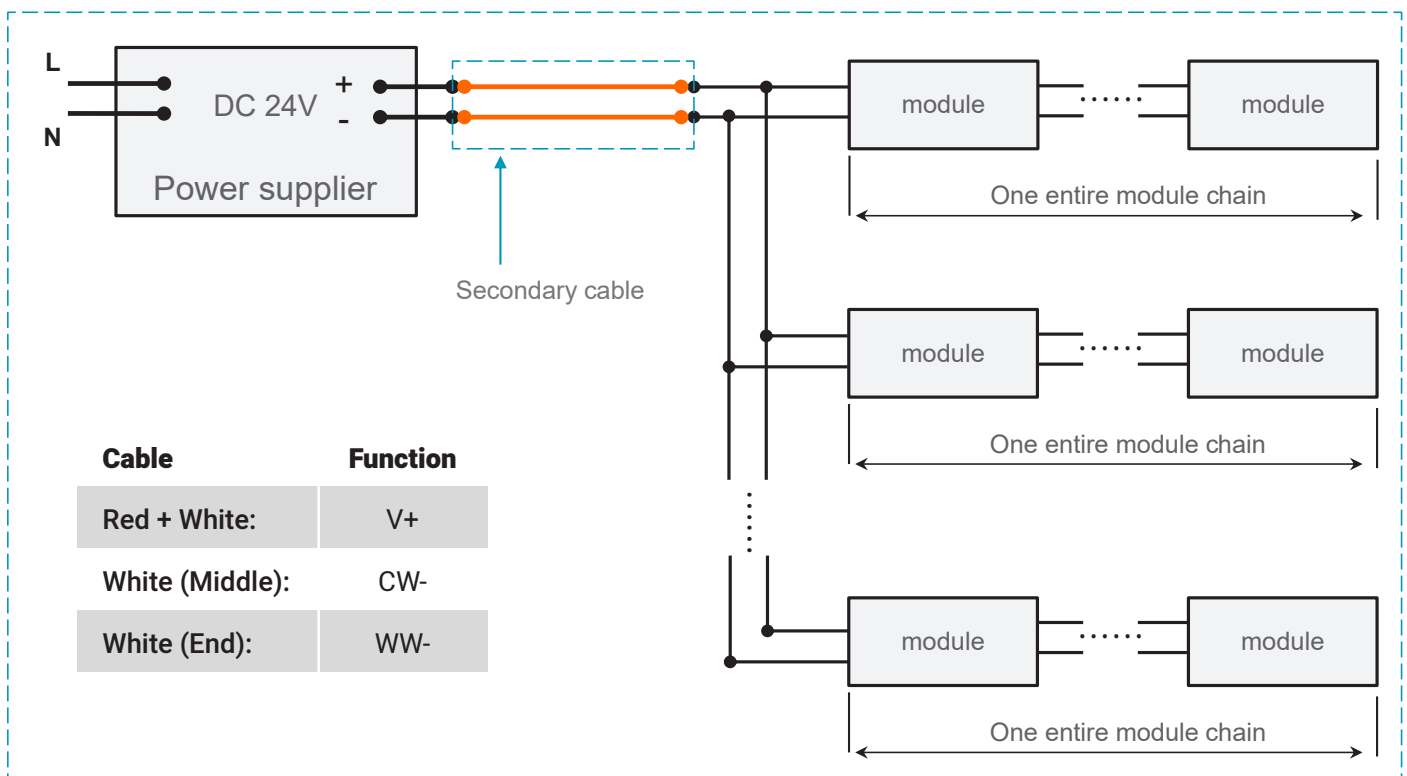 L
N
DC 24V
+
-
Power supplier
Secondary cable
module
......
module
One entire module chain
module
......
module
One entire module chain
......
module
......
module
One entire module chain
Cable Function
Red + White: V+
White (Middle): CW-
White (End): WW-